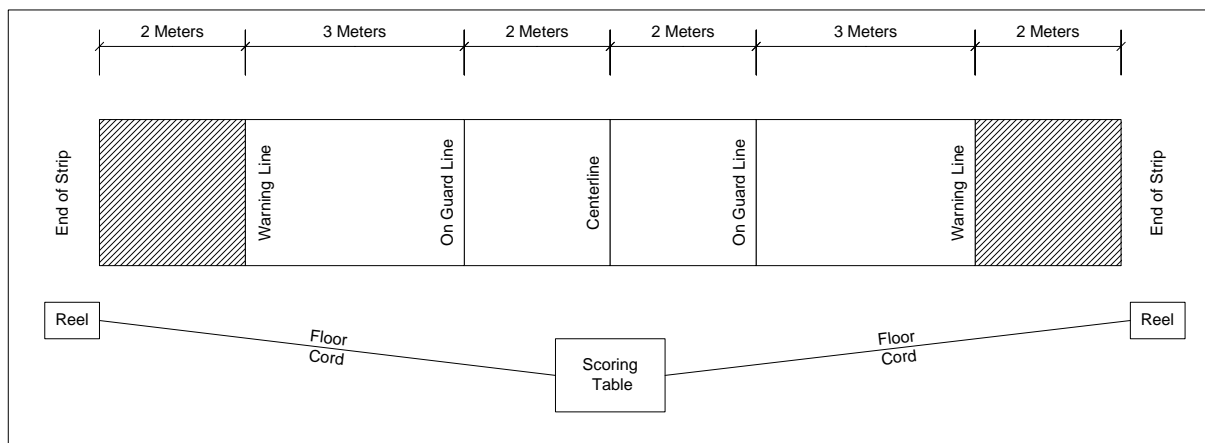 2 Meters
3 Meters
2 Meters
2 Meters
3 Meters
2 Meters
End of Strip
Warning Line
On Guard Line
Centerline
On Guard Line
Warning Line
End of Strip
Reel
Floor
Cord
Scoring
Table
Floor
Cord
Reel